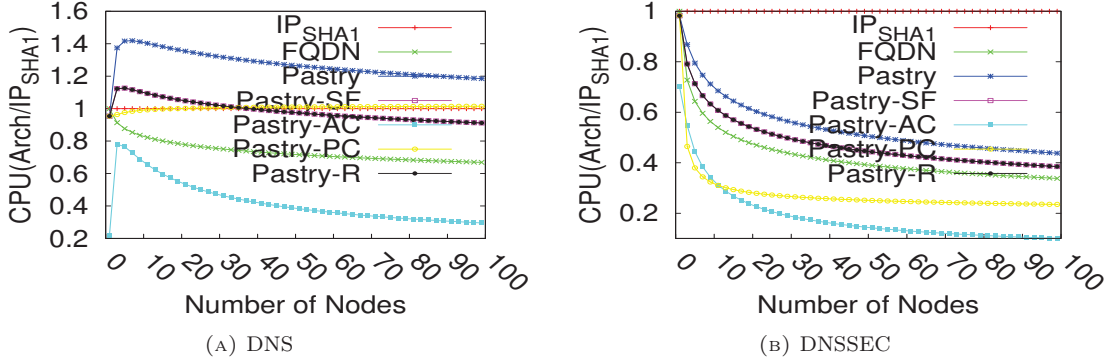 CPU(Arch/IP_SHA1)
1.6
1.4
1.2
1
0.8
0.6
0.4
0.2
IP_SHA1
FQDN
Pastry
Pastry-SF
Pastry-AC
Pastry-PC
Pastry-R
0 10 20 30 40 50 60 70 80 90 100
Number of Nodes
(A) DNS
CPU(Arch/IP_SHA1)
1
0.8
0.6
0.4
0.2
IP_SHA1
FQDN
Pastry
Pastry-SF
Pastry-AC
Pastry-PC
Pastry-R
0 10 20 30 40 50 60 70 80 90 100
Number of Nodes
(B) DNSSEC